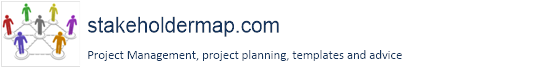 stakeholdermap.com
Project Management, project planning, templates and advice